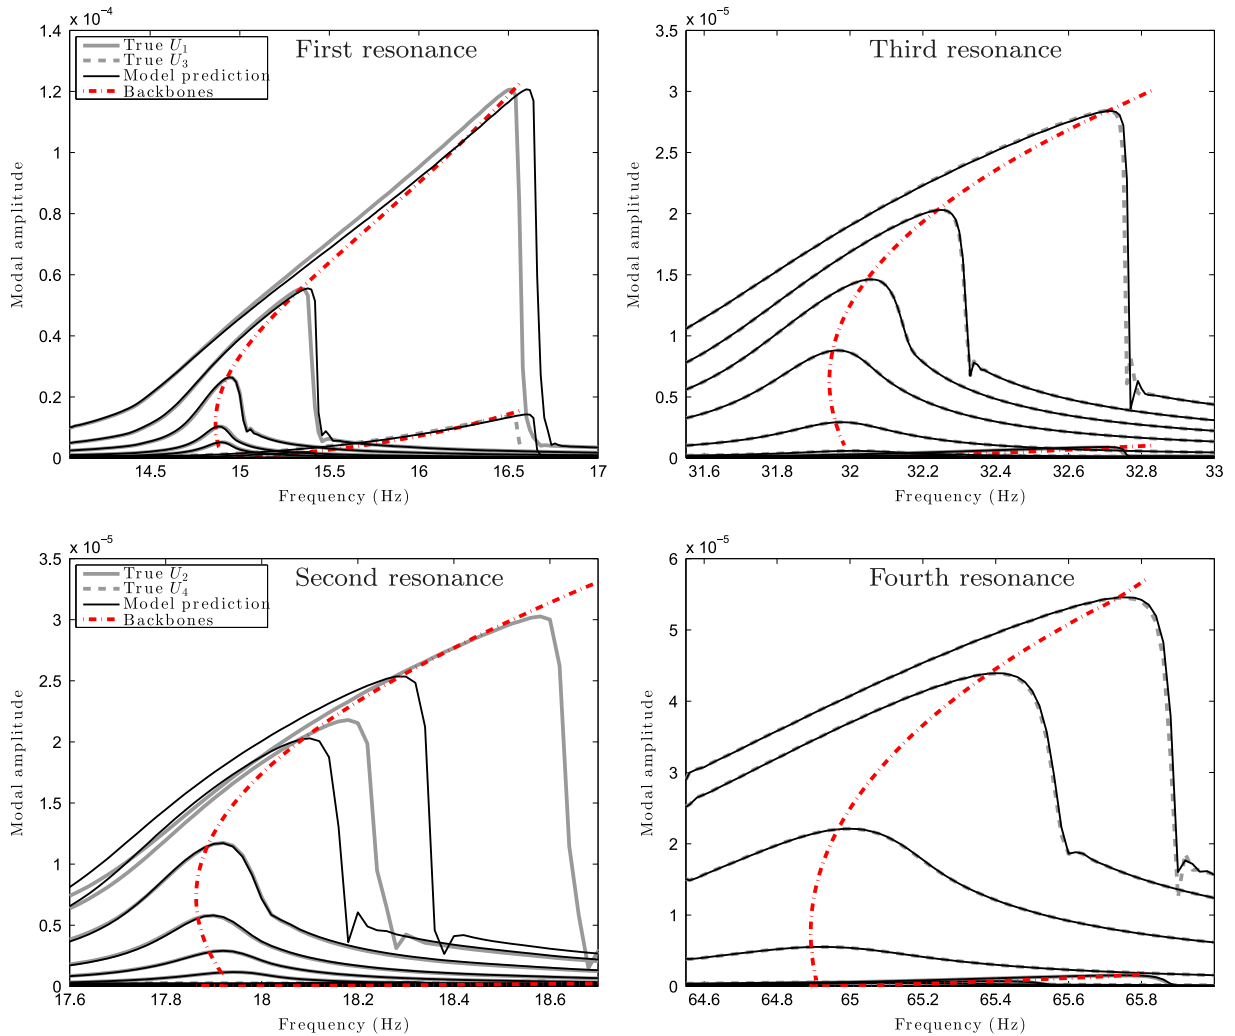 x 10⁻⁴
First resonance
True U₁
True U₃
Model prediction
Backbones
Modal amplitude
1.4
1.2
1
0.8
0.6
0.4
0.2
0
14.5 15 15.5 16 16.5 17
Frequency (Hz)
x 10⁻⁵
Third resonance
Modal amplitude
3.5
3
2.5
2
1.5
1
0.5
0
31.6 31.8 32 32.2 32.4 32.6 32.8 33
Frequency (Hz)
x 10⁻⁵
Second resonance
True U₂
True U₄
Model prediction
Backbones
Modal amplitude
3.5
3
2.5
2
1.5
1
0.5
0
17.6 17.8 18 18.2 18.4 18.6
Frequency (Hz)
x 10⁻⁵
Fourth resonance
Modal amplitude
6
5
4
3
2
1
0
64.6 64.8 65 65.2 65.4 65.6 65.8
Frequency (Hz)